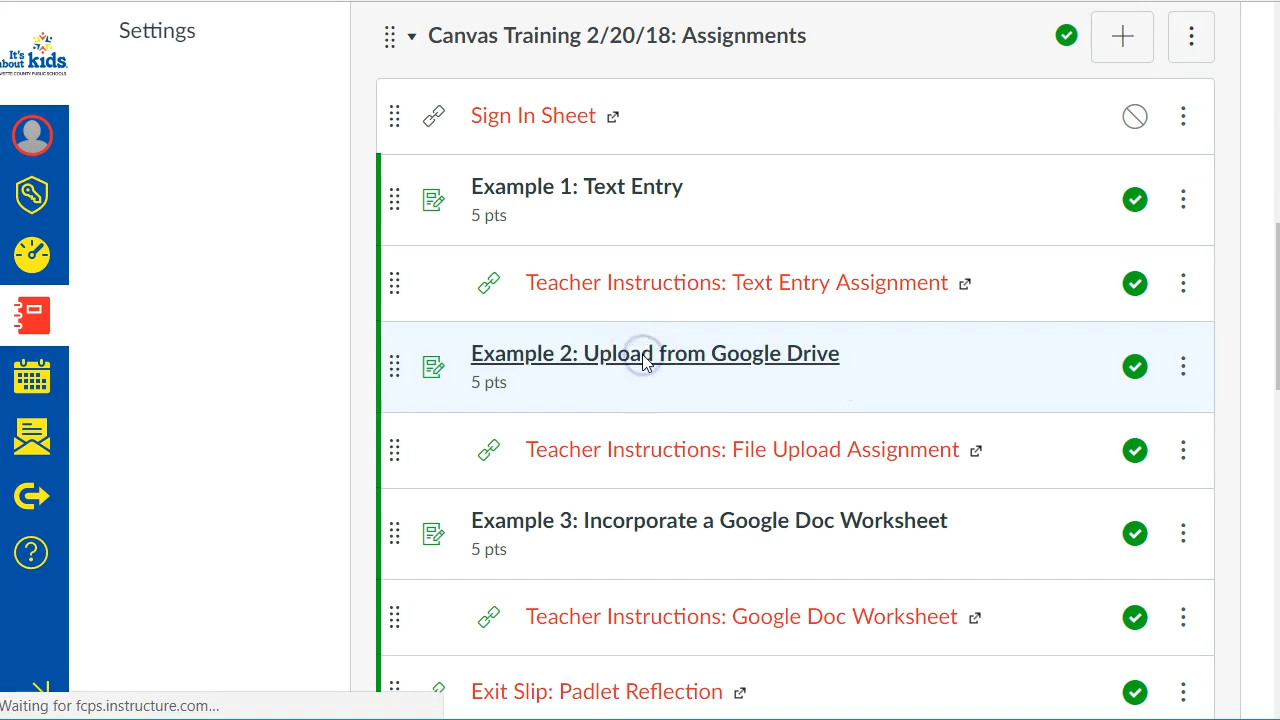 Settings
It's
about kids.
Canvas Training 2/20/18: Assignments
Sign In Sheet
Example 1: Text Entry
5 pts
Teacher Instructions: Text Entry Assignment
Example 2: Upload from Google Drive
5 pts
Teacher Instructions: File Upload Assignment
Example 3: Incorporate a Google Doc Worksheet
5 pts
Teacher Instructions: Google Doc Worksheet
Exit Slip: Padlet Reflection
Waiting for fcps.instructure.com...